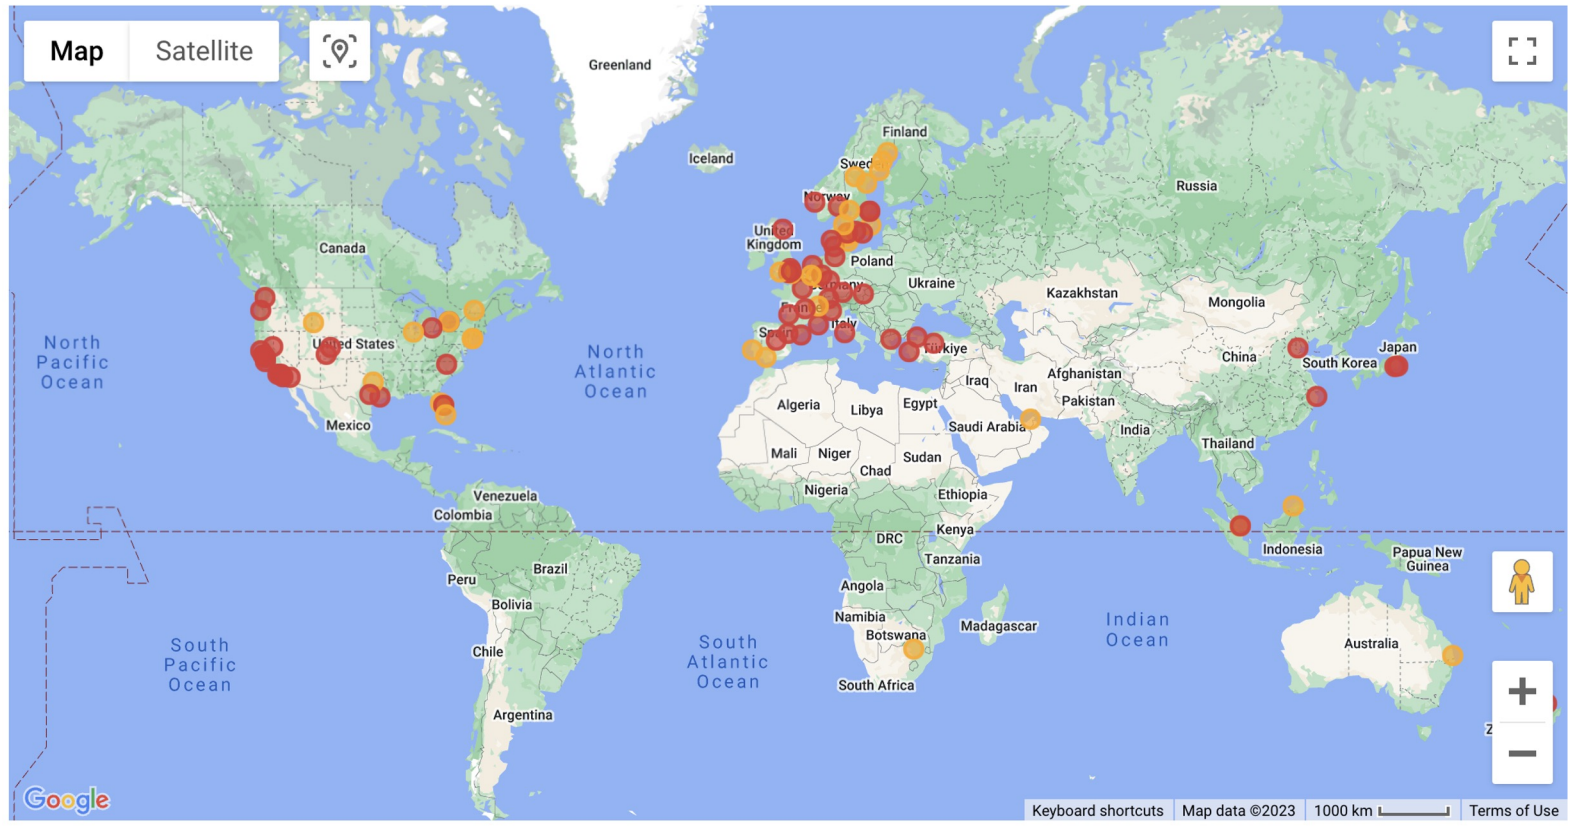 Map
Satellite
Greenland
Iceland
Finland
Norway
United
Kingdom
Russia
Canada
Poland
Ukraine
Kazakhstan
Mongolia
North
Pacific
Ocean
North
Atlantic
Ocean
United States
Italy
Türkiye
China
South Korea
Japan
Afghanistan
Iraq
Iran
Pakistan
Mexico
Algeria
Libya
Egypt
Saudi Arabia
India
Thailand
Mali
Niger
Chad
Sudan
Nigeria
Ethiopia
Venezuela
Colombia
DRC
Kenya
Tanzania
Indonesia
Papua New
Guinea
Peru
Brazil
Bolivia
Angola
Namibia
Botswana
Madagascar
Indian
Ocean
Australia
South
Pacific
Ocean
South
Atlantic
Ocean
Chile
South Africa
Argentina
Z
Google
Keyboard shortcuts
Map data ©2023
1000 km
Terms of Use